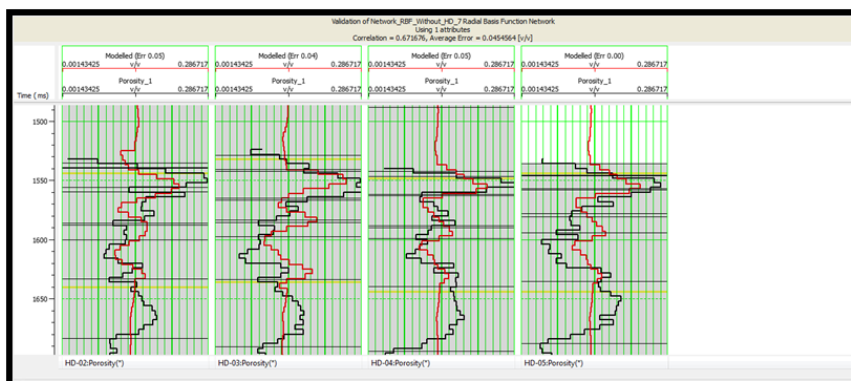 Validation of Network_RBF_Without_HD_7 Radial Basis Function Network
Using 1 attributes
Correlation = 0.671676, Average Error = 0.0454564 [v/v]
Modelled (Err 0.05) Modelled (Err 0.04) Modelled (Err 0.05) Modelled (Err 0.00)
0.00143425 v/v 0.286717 0.00143425 v/v 0.286717 0.00143425 v/v 0.286717 0.00143425 v/v 0.286717
Porosity_1 Porosity_1 Porosity_1 Porosity_1
Time (ms) 0.00143425 v/v 0.286717 0.00143425 v/v 0.286717 0.00143425 v/v 0.286717 0.00143425 v/v 0.286717
1500
1550
1600
1650
HD-02:Porosity(*) HD-03:Porosity(*) HD-04:Porosity(*) HD-05:Porosity(*)